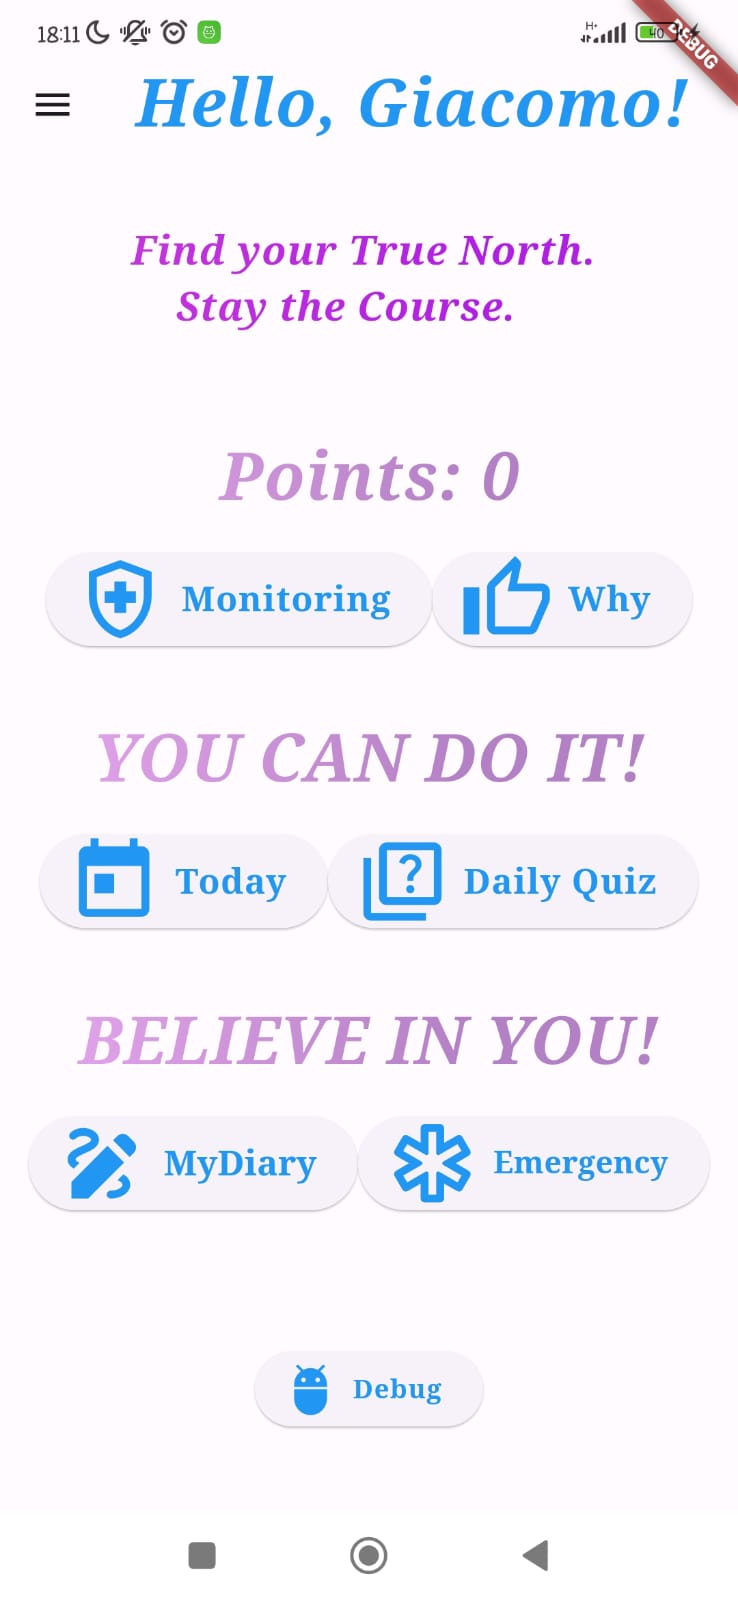 18:11 H+ 40 DEBUG
Hello, Giacomo!
Find your True North.
Stay the Course.
Points: 0
Monitoring Why
YOU CAN DO IT!
? 
Today Daily Quiz
BELIEVE IN YOU!
MyDiary Emergency
Debug